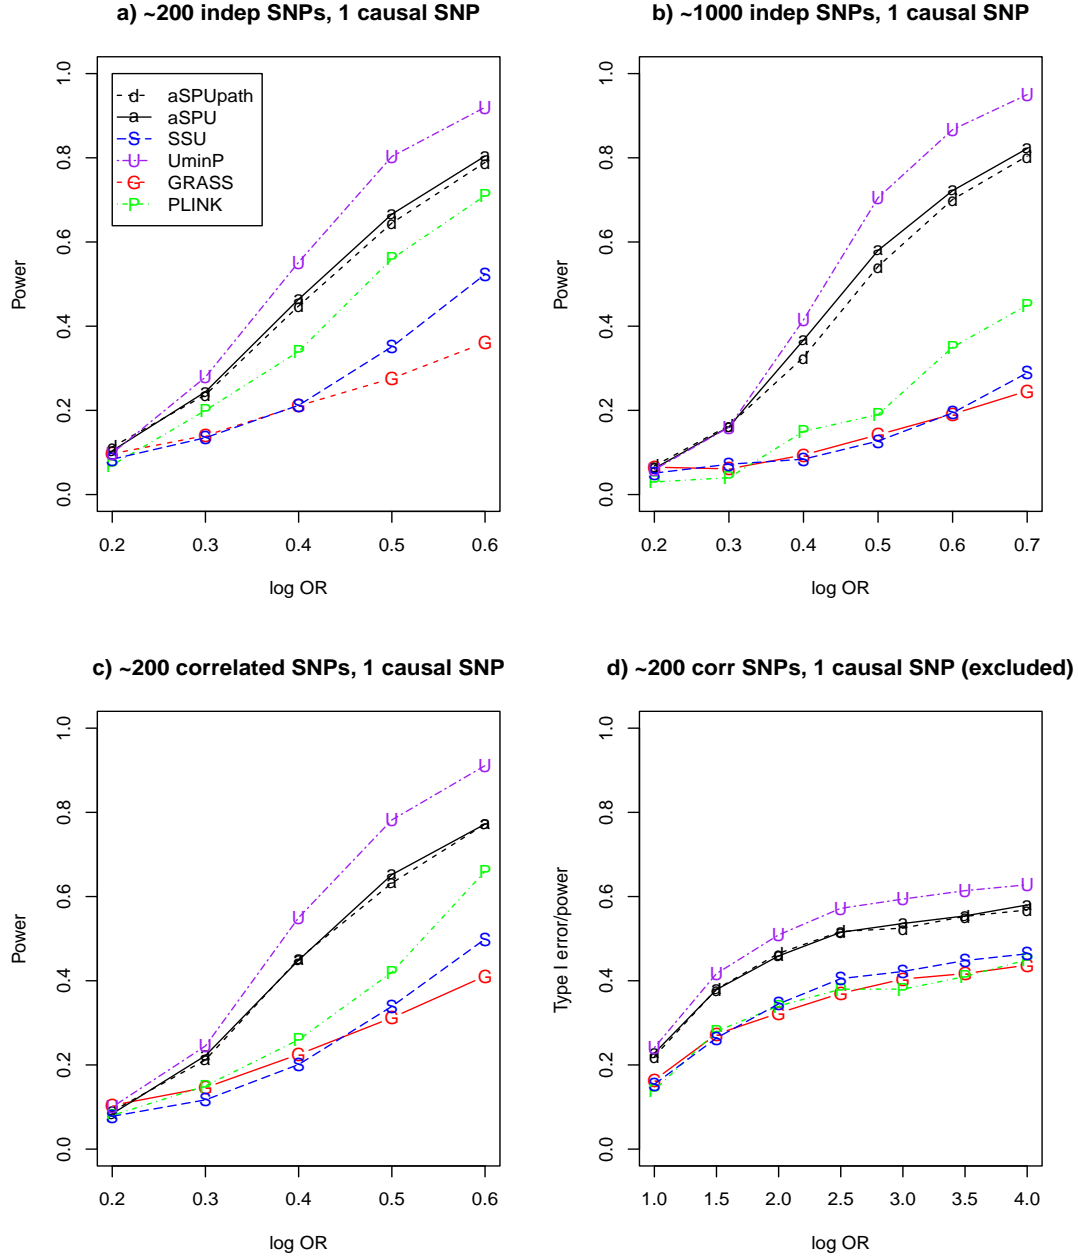 a) ~200 indep SNPs, 1 causal SNP
Power
1.0
0.8
0.6
0.4
0.2
0.0
d aSPUpath
a aSPU
S SSU
U UminP
G GRASS
P PLINK
0.2 0.3 0.4 0.5 0.6
log OR
b) ~1000 indep SNPs, 1 causal SNP
Power
1.0
0.8
0.6
0.4
0.2
0.0
0.2 0.3 0.4 0.5 0.6 0.7
log OR
c) ~200 correlated SNPs, 1 causal SNP
Power
1.0
0.8
0.6
0.4
0.2
0.0
0.2 0.3 0.4 0.5 0.6
log OR
d) ~200 corr SNPs, 1 causal SNP (excluded)
Type I error/power
1.0
0.8
0.6
0.4
0.2
0.0
1.0 1.5 2.0 2.5 3.0 3.5 4.0
log OR